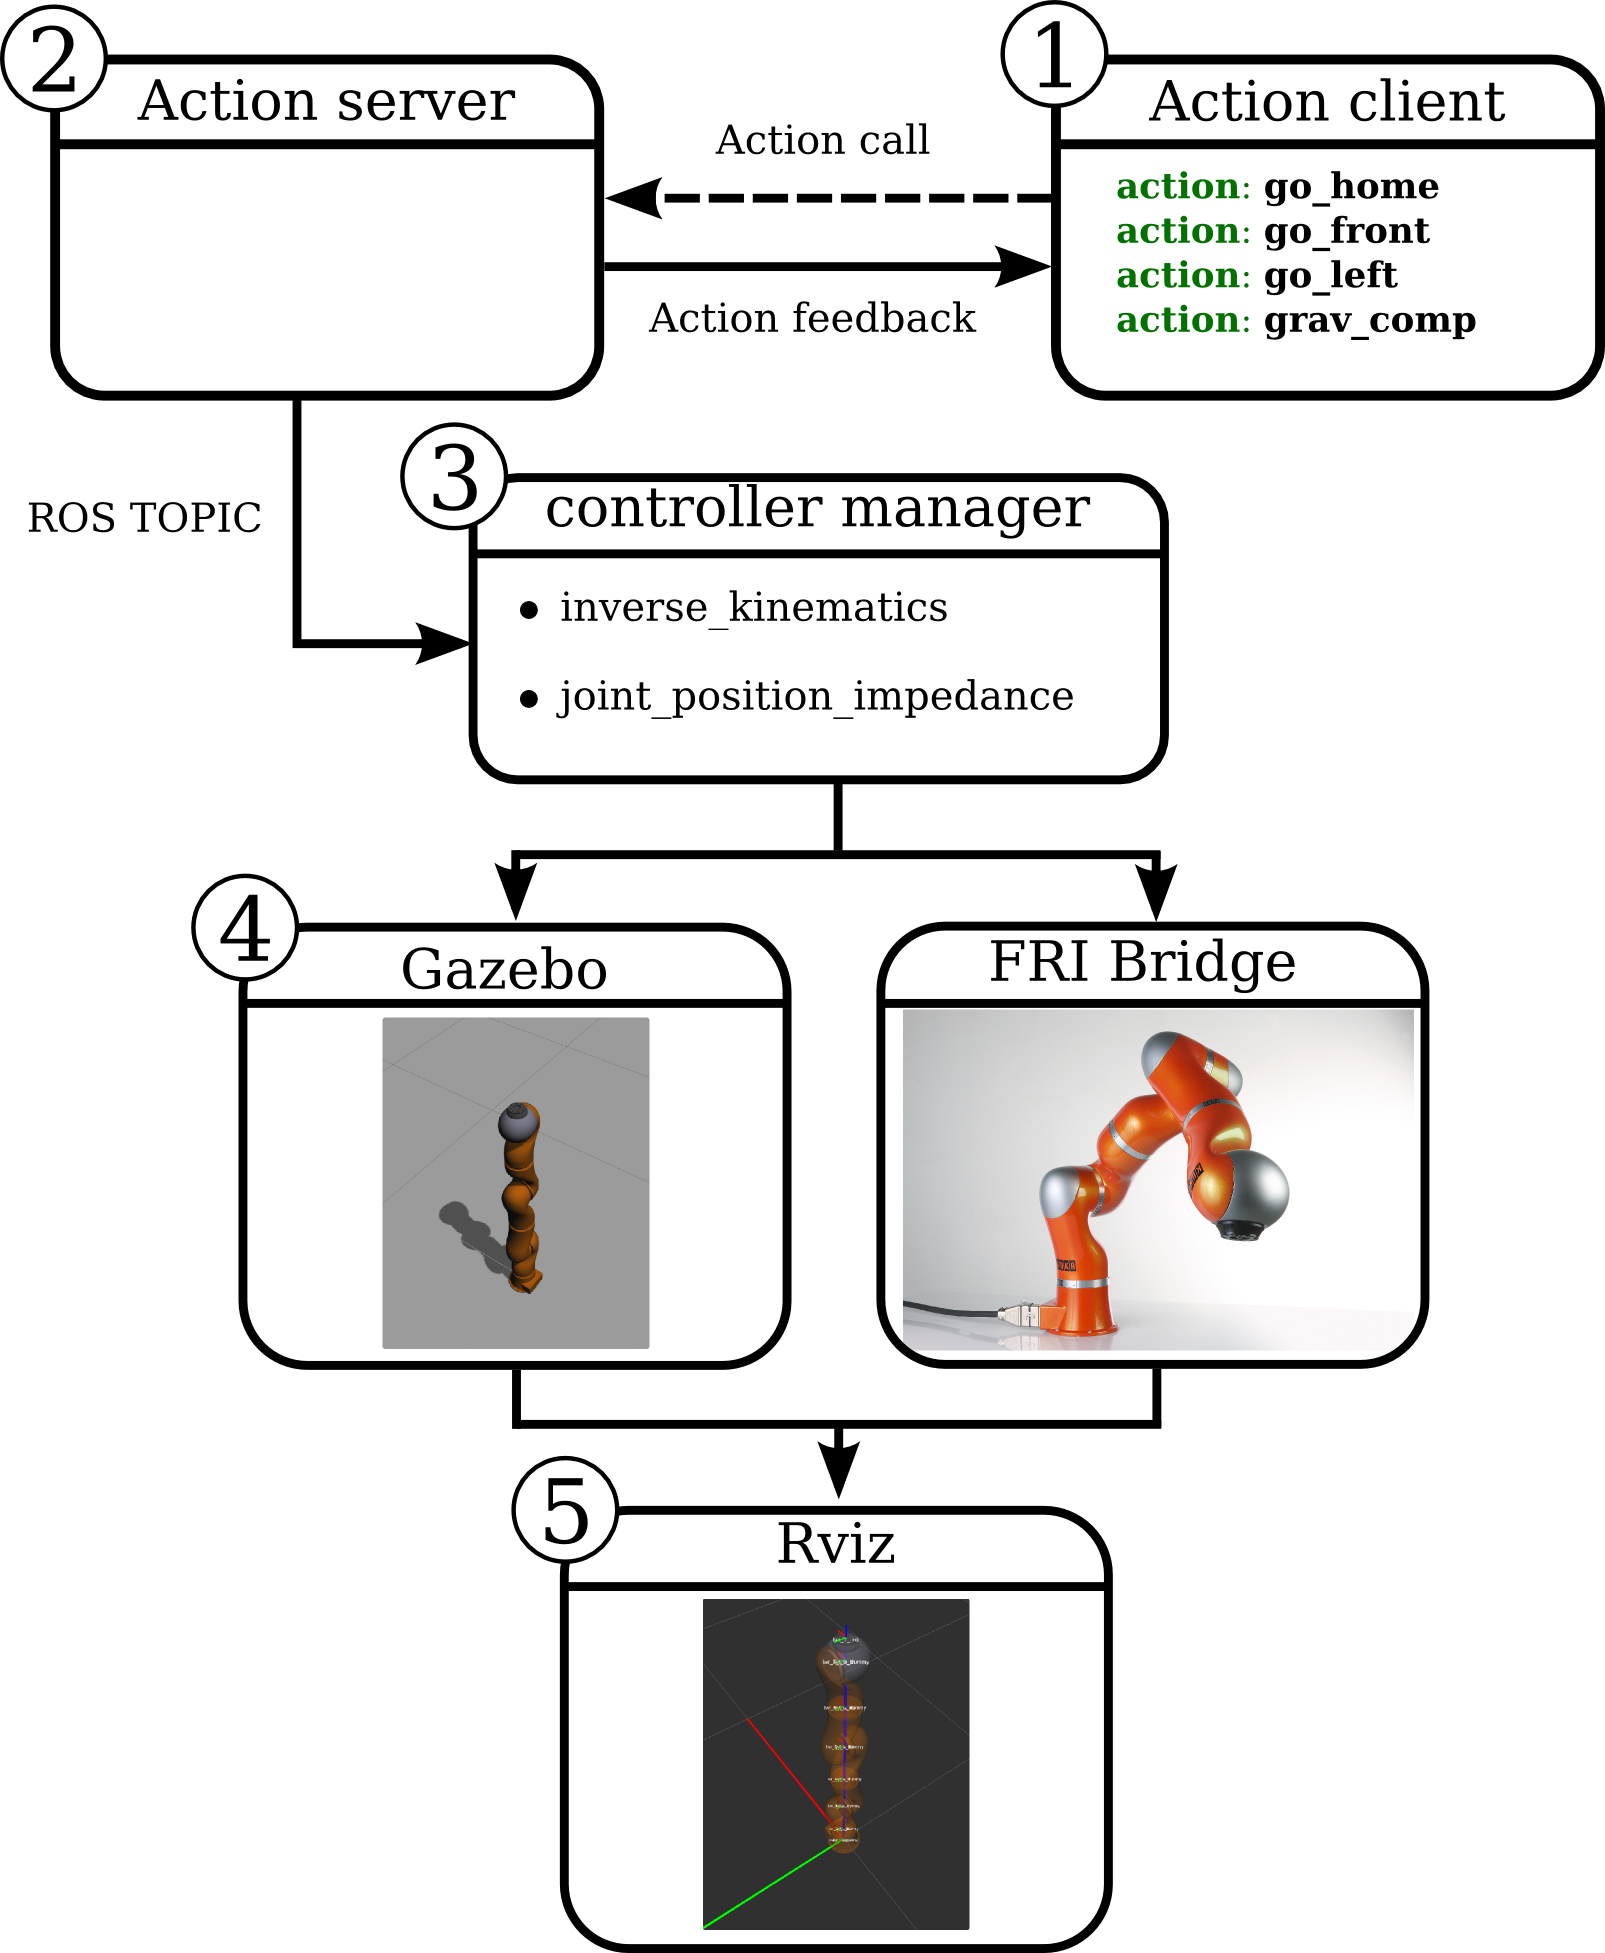 2
Action server
1
Action client
action: go_home
action: go_front
action: go_left
action: grav_comp
Action call
Action feedback
ROS TOPIC
3
controller manager
• inverse_kinematics
• joint_position_impedance
4
Gazebo
FRI Bridge
5
Rviz